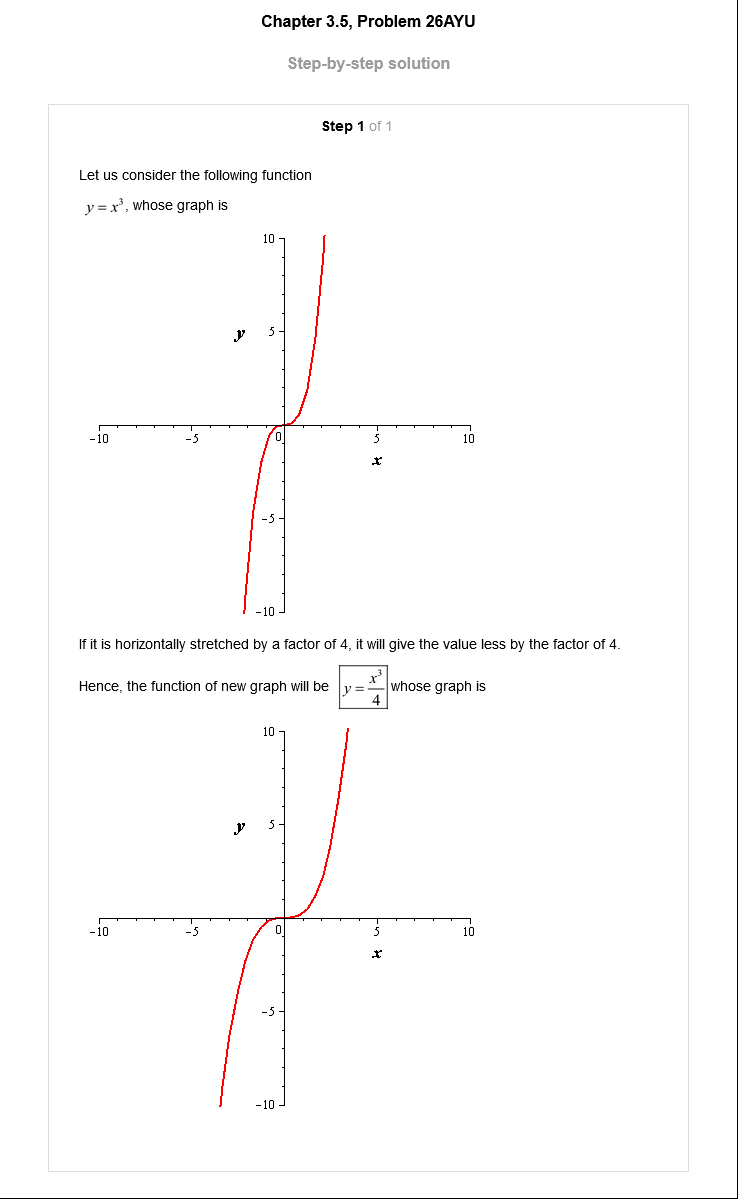 Chapter 3.5, Problem 26AYU
Step-by-step solution
Step 1 of 1
Let us consider the following function
y = x³, whose graph is
10
y 5
-10 -5 0 5 10
x
-5
-10
If it is horizontally stretched by a factor of 4, it will give the value less by the factor of 4.
Hence, the function of new graph will be y = x³/4 whose graph is
10
y 5
-10 -5 0 5 10
x
-5
-10